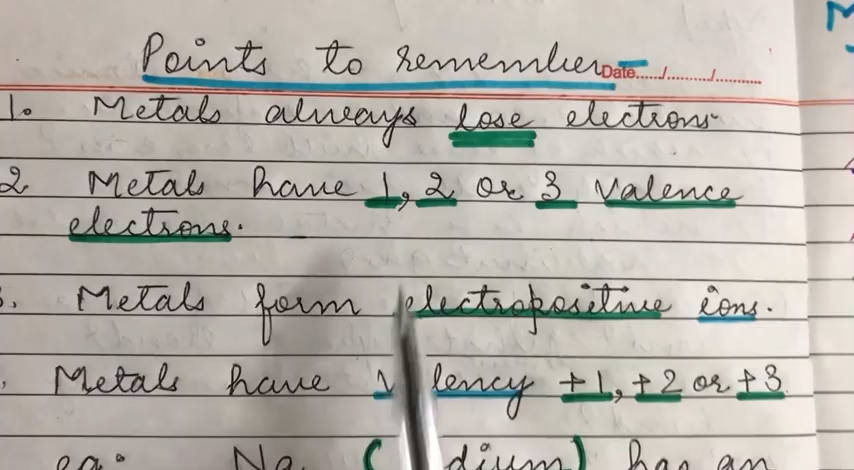 Points to remember Date...../........./...........
1. Metals always lose electrons
2 Metals have 1, 2 or 3 valence
electrons.
. Metals form electropositive ions.
. Metals have lency +1, +2 or +3
eg: Na ( dium) has an